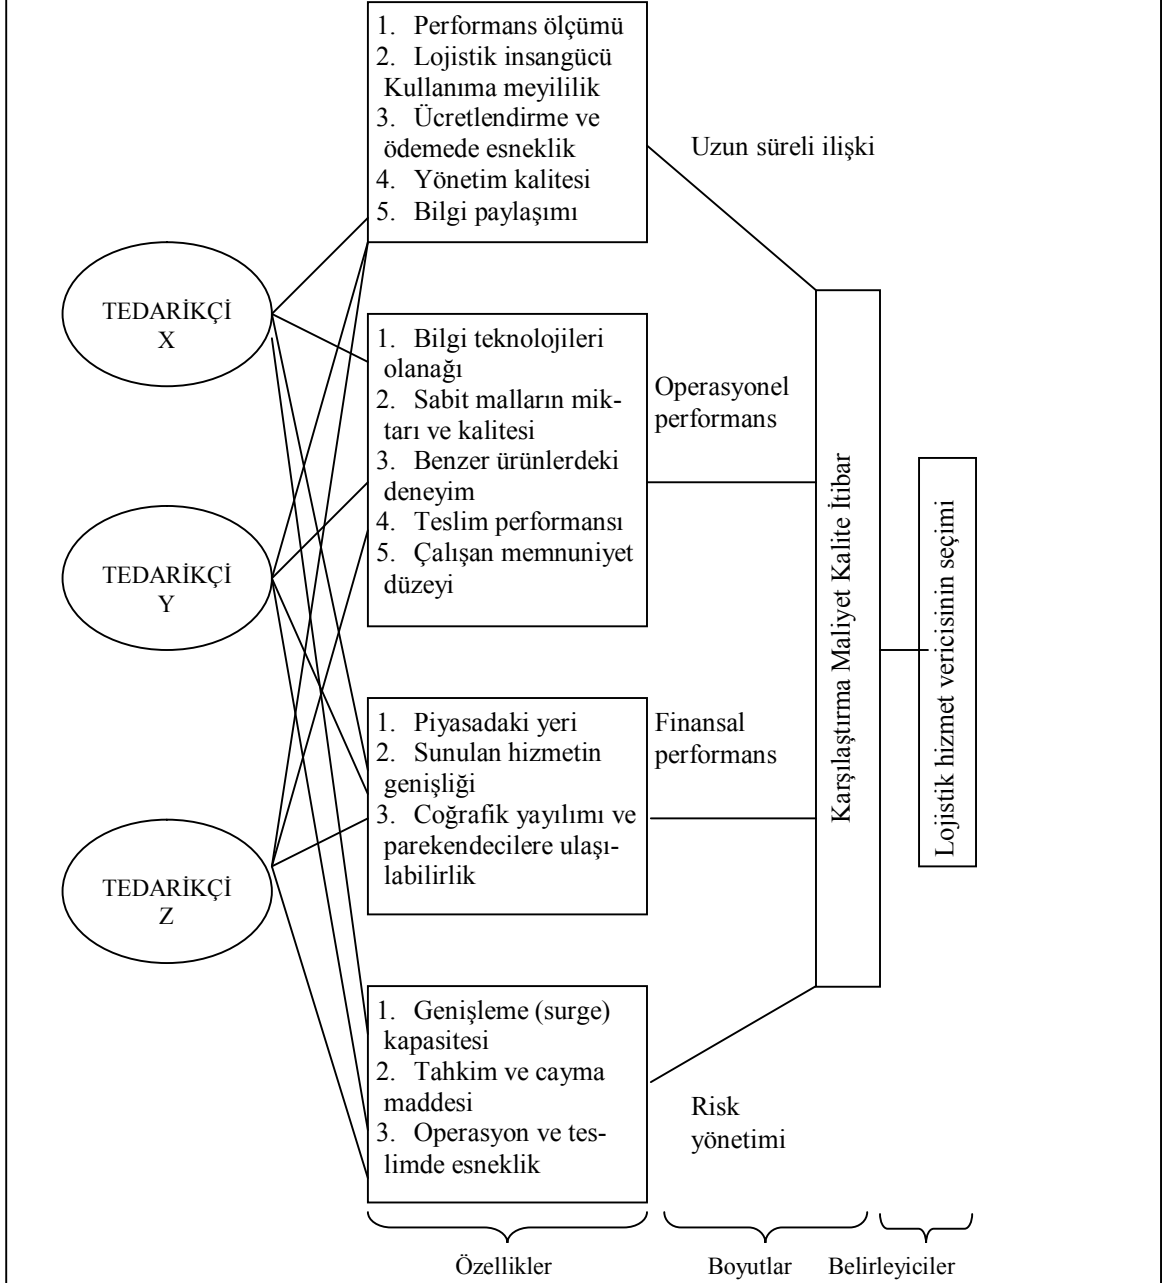 1. Performans ölçümü
2. Lojistik insangücü
Kullanıma meyililik
3. Ücretlendirme ve
ödemede esneklik
4. Yönetim kalitesi
5. Bilgi paylaşımı
Uzun süreli ilişki
TEDARİKÇİ
X
1. Bilgi teknolojileri
olanağı
2. Sabit malların mik-
tarı ve kalitesi
3. Benzer ürünlerdeki
deneyim
4. Teslim performansı
5. Çalışan memnuniyet
düzeyi
Operasyonel
performans
TEDARİKÇİ
Y
1. Piyasadaki yeri
2. Sunulan hizmetin
genişliği
3. Coğrafik yayılımı ve
parekendecilere ulaşı-
labilirlik
Finansal
performans
TEDARİKÇİ
Z
1. Genişleme (surge)
kapasitesi
2. Tahkim ve cayma
maddesi
3. Operasyon ve tes-
limde esneklik
Risk
yönetimi
Karşılaştırma Maliyet Kalite İtibar
Lojistik hizmet vericisinin seçimi
Özellikler
Boyutlar
Belirleyiciler